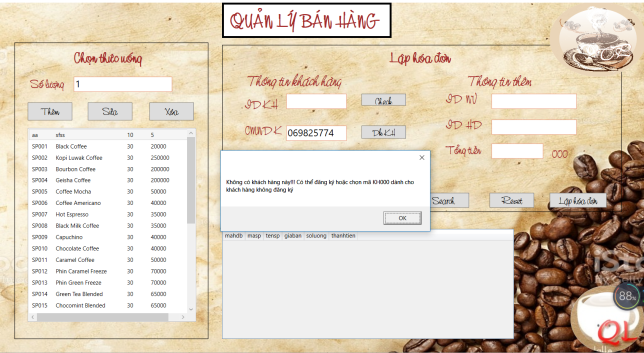 QUẢN LÝ BÁN HÀNG
Chọn thức uống
Số lượng 1
Thêm Sửa Xóa
aa sfss 10 5
SP001 Black Coffee 30 20000
SP002 Kopi Luwak Coffee 30 250000
SP003 Bourbon Coffee 30 200000
SP004 Geisha Coffee 30 200000
SP005 Coffee Mocha 30 50000
SP006 Coffee Americano 30 40000
SP007 Hot Espresso 30 35000
SP008 Black Milk Coffee 30 35000
SP009 Capuchino 30 40000
SP010 Chocolate Coffee 30 40000
SP011 Caramel Coffee 30 50000
SP012 Phin Caramel Freeze 30 70000
SP013 Phin Green Freeze 30 70000
SP014 Green Tea Blended 30 65000
SP015 Chocomint Blended 30 65000
Lập hóa đơn
Thông tin khách hàng
ID KH Check
CMNDK 069825774 Dk KH
Thông tin thêm
ID NV
ID HD
Tổng tiền 000
Không có khách hàng này!!! Có thể đăng ký hoặc chọn mã KH000 dành cho
khách hàng không đăng ký
OK
Search Reset Lập hóa đơn
mahdb masp tensp giaban soluong thanhtien
88%
QL